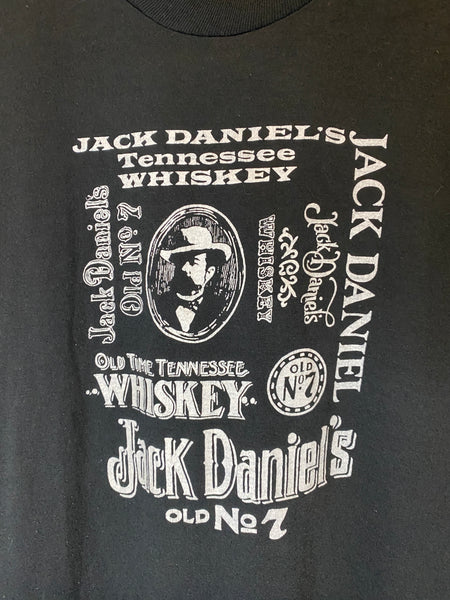 JACK DANIEL'S
Tennessee
WHISKEY
JACK DANIEL
Jack Daniel's
OLD No 7
WHISKEY
Jack Daniel's
OLD TIME TENNESSEE
WHISKEY
OLD
No 7
Jack Daniel's
OLD No 7